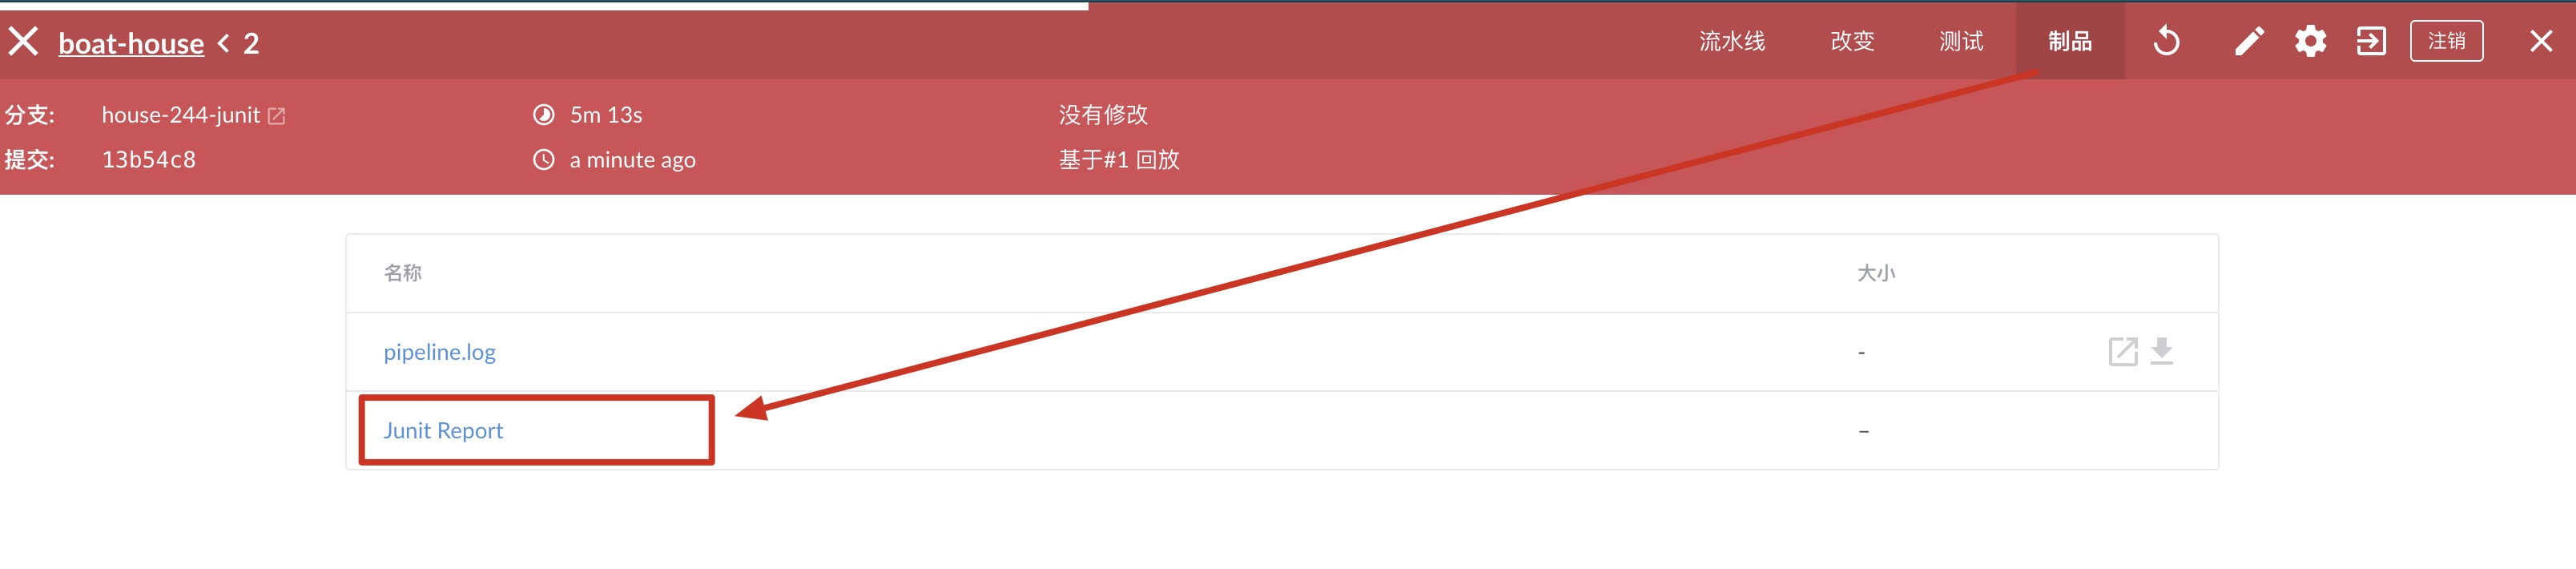 boat-house < 2 流水线 改变 测试 制品 注销
分支: house-244-junit 5m 13s 没有修改
提交: 13b54c8 a minute ago 基于#1 回放
名称 大小
pipeline.log -
Junit Report –